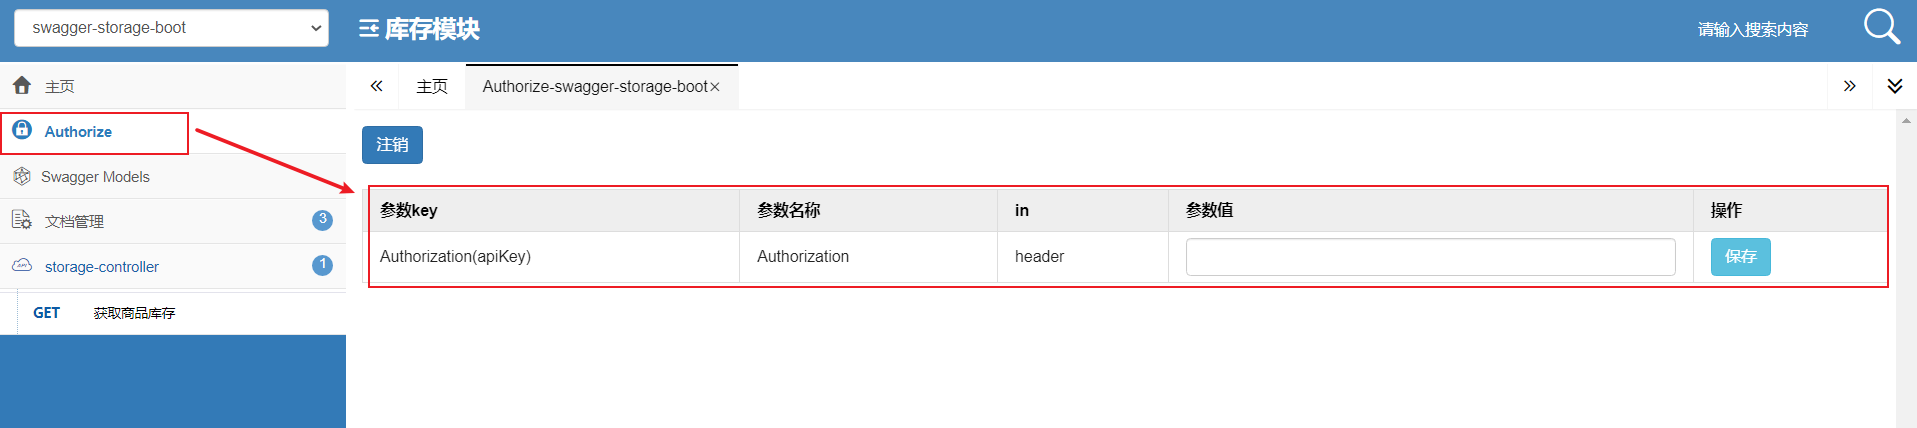 swagger-storage-boot
库存模块
请输入搜索内容
主页
Authorize
Swagger Models
文档管理 3
storage-controller 1
GET 获取商品库存
主页 Authorize-swagger-storage-boot×
注销
参数key 参数名称 in 参数值 操作
Authorization(apiKey) Authorization header 保存